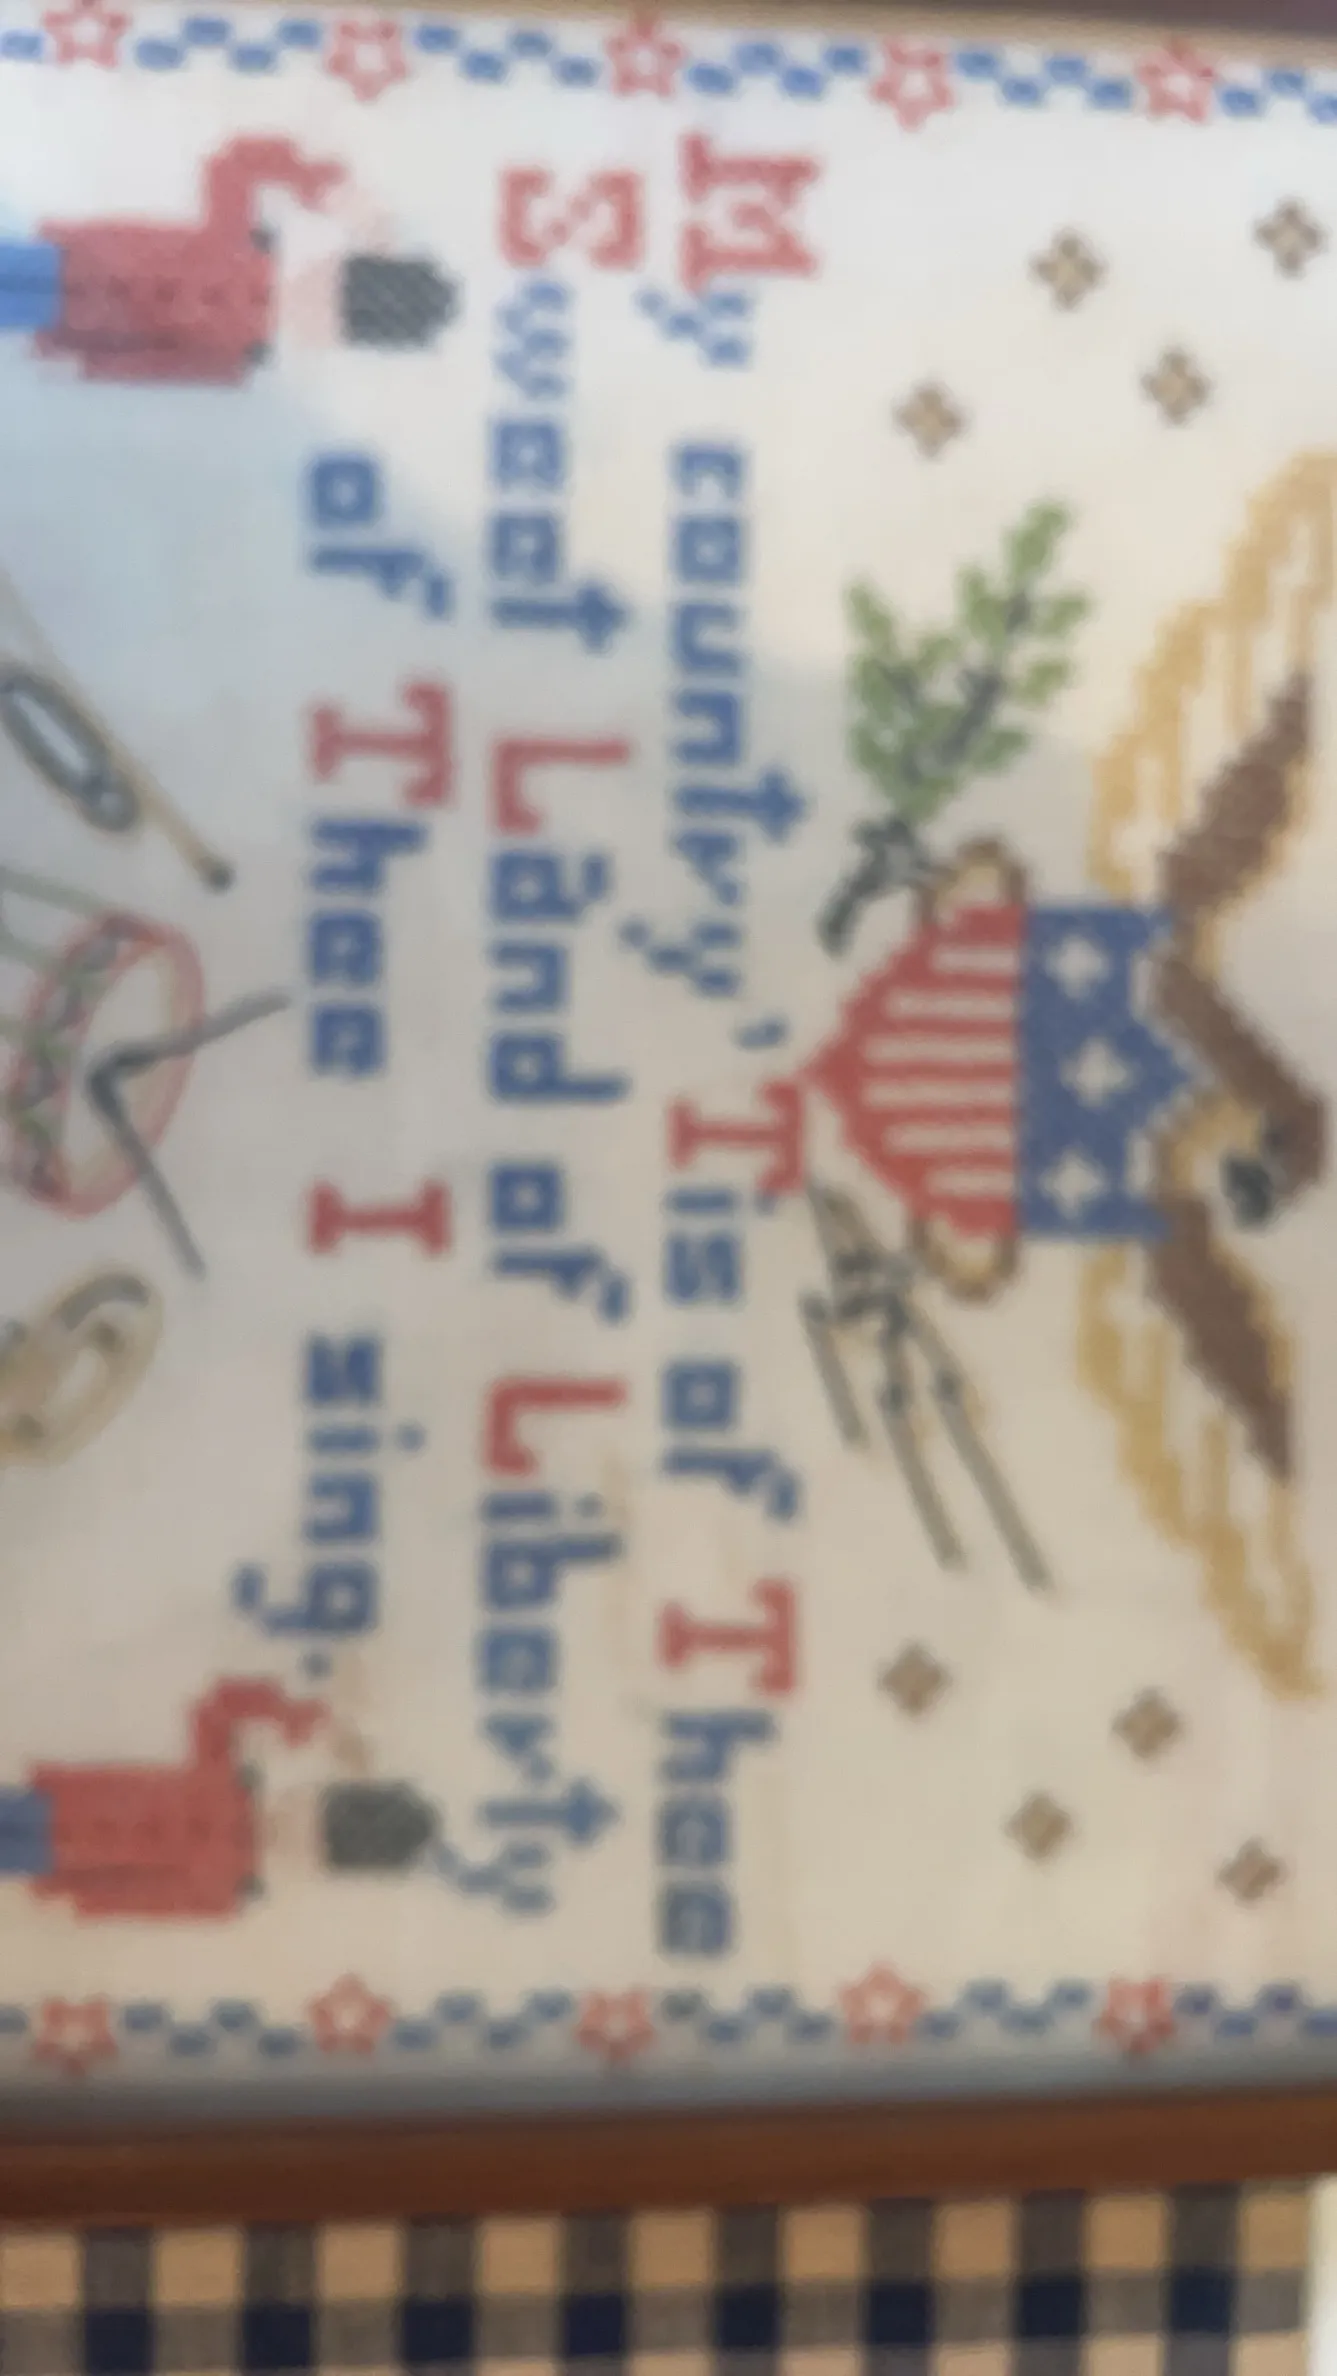 My country, Tis of Thee
Sweet Land of Liberty
of Thee I sing.